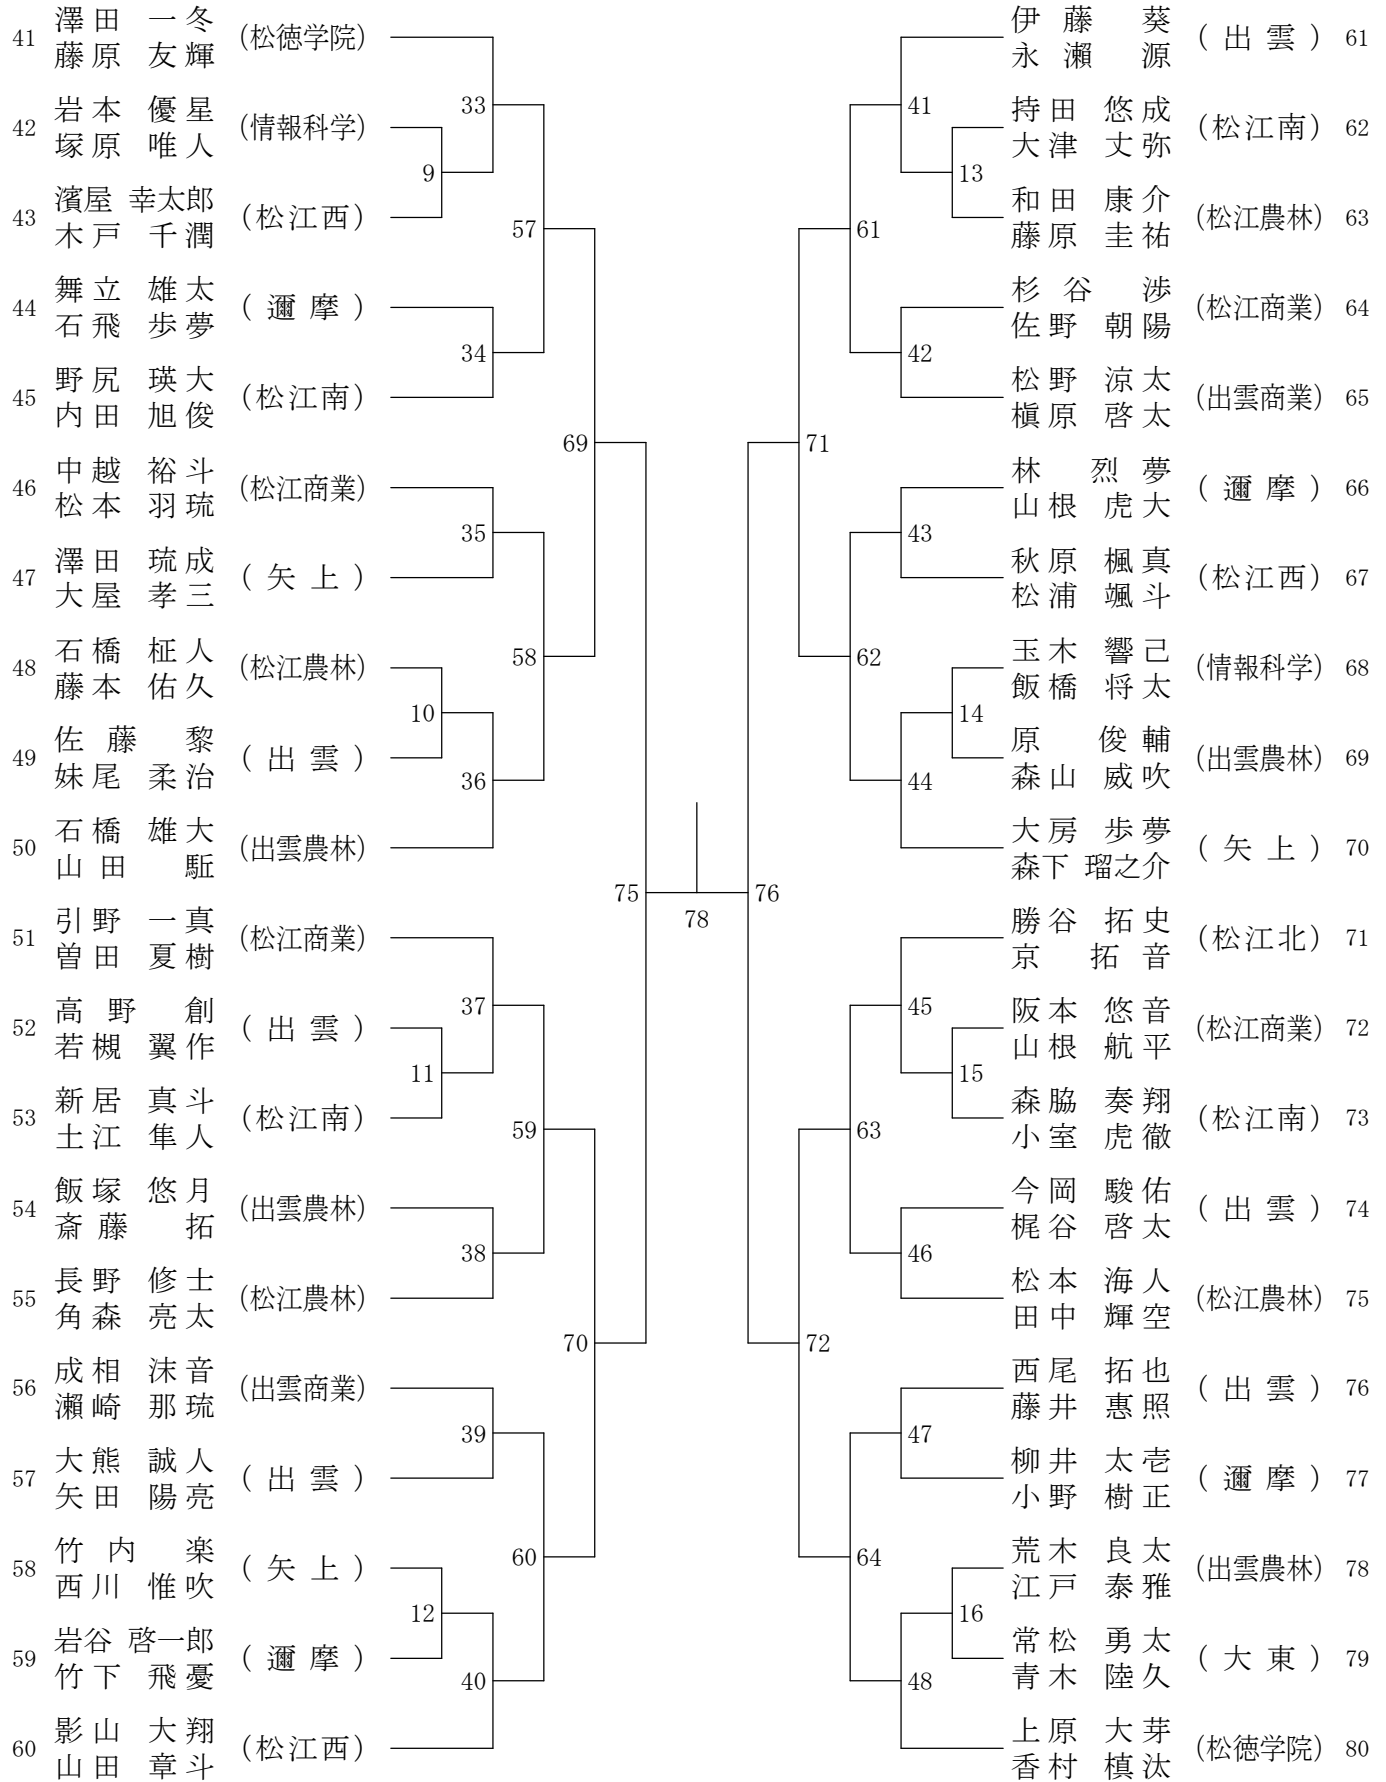 41 澤田 一冬 (松徳学院)
藤原 友輝
42 岩本 優星 (情報科学)
塚原 唯人
43 濱屋 幸太郎 (松江西)
木戸 千潤
44 舞立 雄太 (邇摩)
石飛 歩夢
45 野尻 瑛大 (松江南)
内田 旭俊
46 中越 裕斗 (松江商業)
松本 羽琉
47 澤田 琉成 (矢上)
大屋 孝三
48 石橋 柾人 (松江農林)
藤本 佑久
49 佐藤 黎 (出雲)
妹尾 柔治
50 石橋 雄大 (出雲農林)
山田 駈
51 引野 一真 (松江商業)
曽田 夏樹
52 高野 創 (出雲)
若槻 翼作
53 新居 真斗 (松江南)
土江 隼人
54 飯塚 悠月 (出雲農林)
斎藤 拓
55 長野 修士 (松江農林)
角森 亮太
56 成相 沫音 (出雲商業)
瀨崎 那琉
57 大熊 誠人 (出雲)
矢田 陽亮
58 竹内 楽 (矢上)
西川 惟吹
59 岩谷 啓一郎 (邇摩)
竹下 飛憂
60 影山 大翔 (松江西)
山田 章斗
33
9
57
34
69
35
58
10
36
75
37
11
59
38
70
39
60
12
40
78
76
41
13
61
42
71
43
62
14
44
45
15
63
46
72
47
64
16
48
伊藤 葵 (出雲) 61
永瀨 源
持田 悠成 (松江南) 62
大津 丈弥
和田 康介 (松江農林) 63
藤原 圭祐
杉谷 渉 (松江商業) 64
佐野 朝陽
松野 涼太 (出雲商業) 65
槇原 啓太
林 烈夢 (邇摩) 66
山根 虎大
秋原 楓真 (松江西) 67
松浦 颯斗
玉木 響己 (情報科学) 68
飯橋 将太
原 俊輔 (出雲農林) 69
森山 威吹
大房 歩夢 (矢上) 70
森下 瑠之介
勝谷 拓史 (松江北) 71
京 拓音
阪本 悠音 (松江商業) 72
山根 航平
森脇 奏翔 (松江南) 73
小室 虎徹
今岡 駿佑 (出雲) 74
梶谷 啓太
松本 海人 (松江農林) 75
田中 輝空
西尾 拓也 (出雲) 76
藤井 惠照
柳井 太壱 (邇摩) 77
小野 樹正
荒木 良太 (出雲農林) 78
江戸 泰雅
常松 勇太 (大東) 79
青木 陸久
上原 大芽 (松徳学院) 80
香村 槙汰